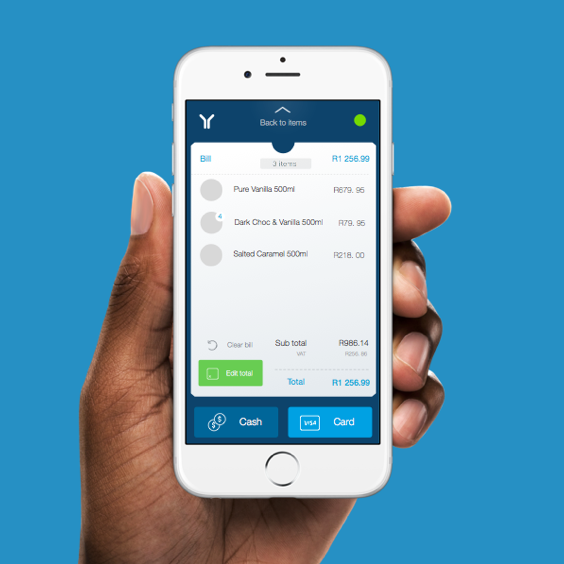 Back to items
Bill R1 256.99
3 items
Pure Vanilla 500ml R679. 95
4
Dark Choc & Vanilla 500ml R79. 95
Salted Caramel 500ml R218. 00
Clear bill Sub total R986.14
VAT
Edit total
Total R1 256.99
Cash VISA Card